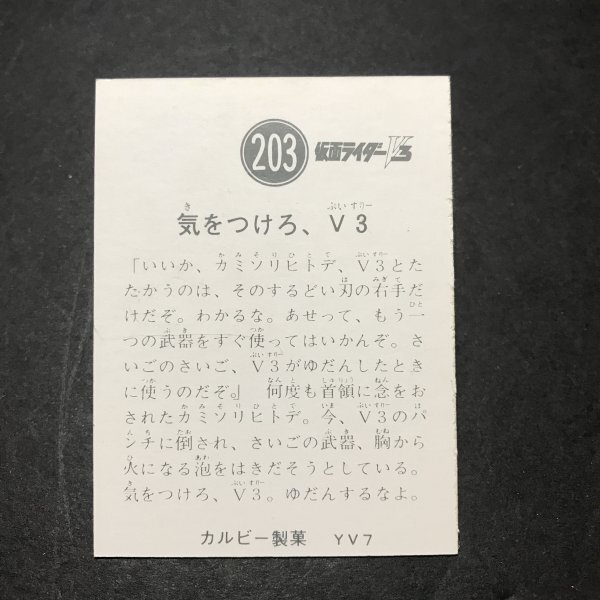 203 仮面ライダーV3
気をつけろ、V3
「いいか、カミソリヒトデ、V3とた
たかうのは、そのするどい刃の右手だ
けだぞ。わかるな。あせって、もう一
つの武器をすぐ使ってはいかんぞ。さ
いごのさいご、V3がゆだんしたとき
に使うのだぞ。」 何度も首領に念をお
されたカミソリヒトデ。今、V3のパ
ンチに倒され、さいごの武器、胸から
火になる泡をはきだそうとしている。
気をつけろ、V3。ゆだんするなよ。
カルビー製菓 YV7